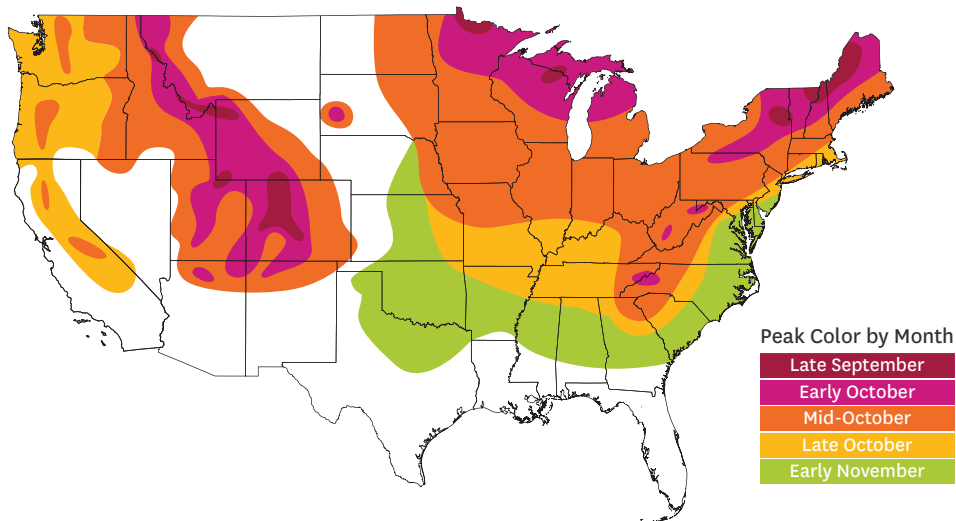 Peak Color by Month
Late September
Early October
Mid-October
Late October
Early November